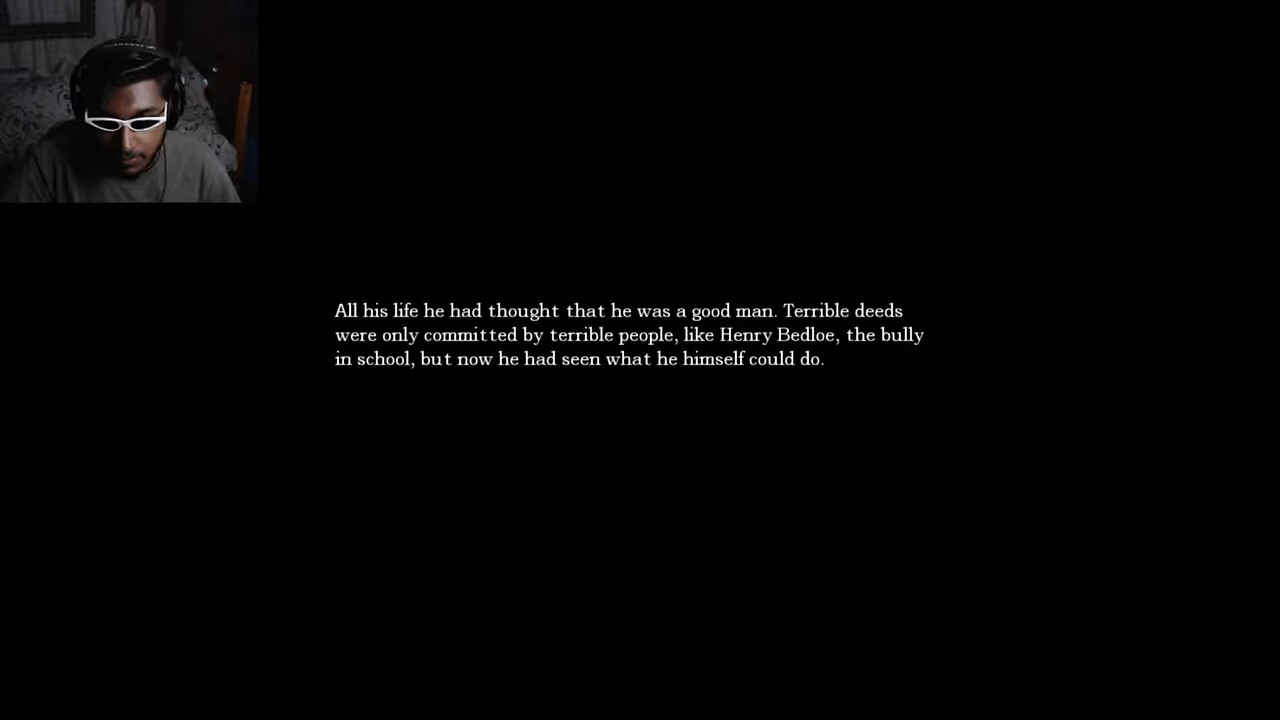 All his life he had thought that he was a good man. Terrible deeds
were only committed by terrible people, like Henry Bedloe, the bully
in school, but now he had seen what he himself could do.